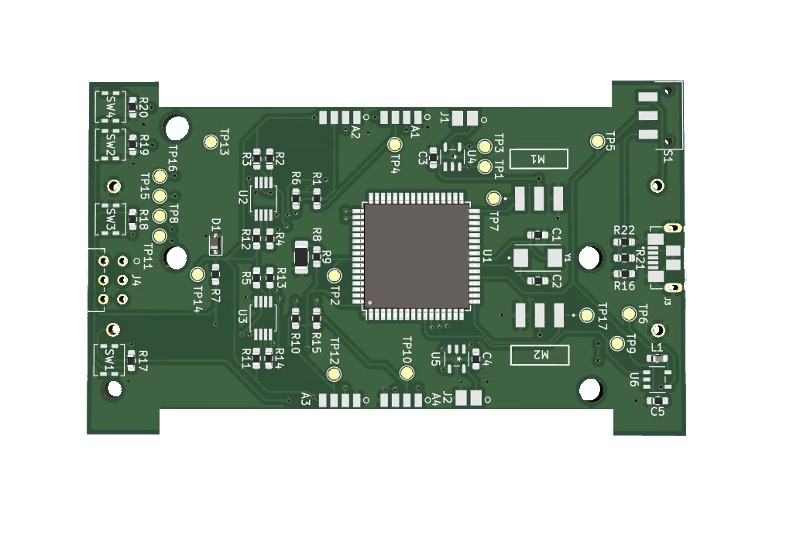 SW4
R20
SW2
R19
TP16
TP15
TP8
TP11
SW3
R18
J4
SW1
R17
TP13
D1
R7
TP14
R3
R2
U2
R12
R4
R5
R13
U3
R11
R14
R6
R1
R8
R9
TP2
R10
R15
TP12
A2
A1
J1
TP4
C3
U4
TP3
TP1
TP7
U1
M1
C1
Y1
C2
M2
TP10
U5
C4
A3
A4
J2
TP5
S1
R22
R21
R16
J3
TP17
TP6
TP9
L1
U6
C5